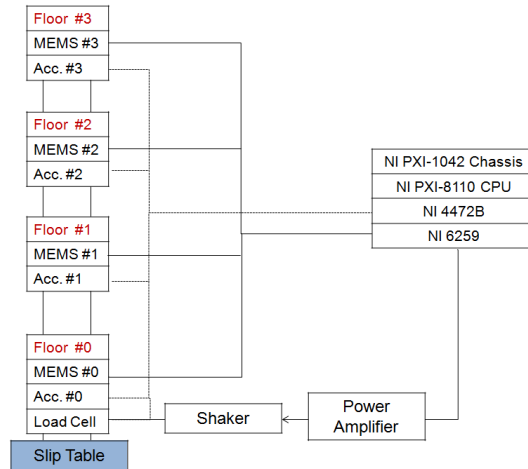 Floor #3
MEMS #3
Acc. #3
Floor #2
MEMS #2
Acc. #2
Floor #1
MEMS #1
Acc. #1
Floor #0
MEMS #0
Acc. #0
Load Cell
Slip Table
Shaker
Power
Amplifier
NI PXI-1042 Chassis
NI PXI-8110 CPU
NI 4472B
NI 6259